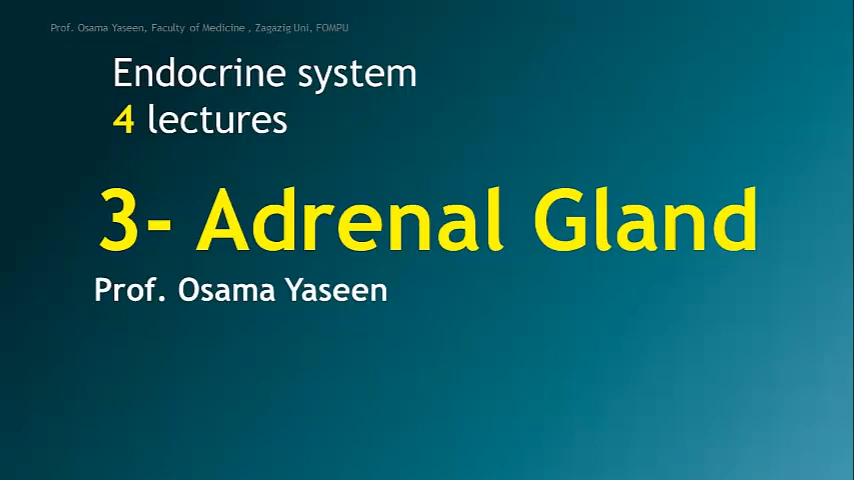 Prof. Osama Yaseen, Faculty of Medicine , Zagazig Uni, FOMPU
Endocrine system
4 lectures
3- Adrenal Gland
Prof. Osama Yaseen